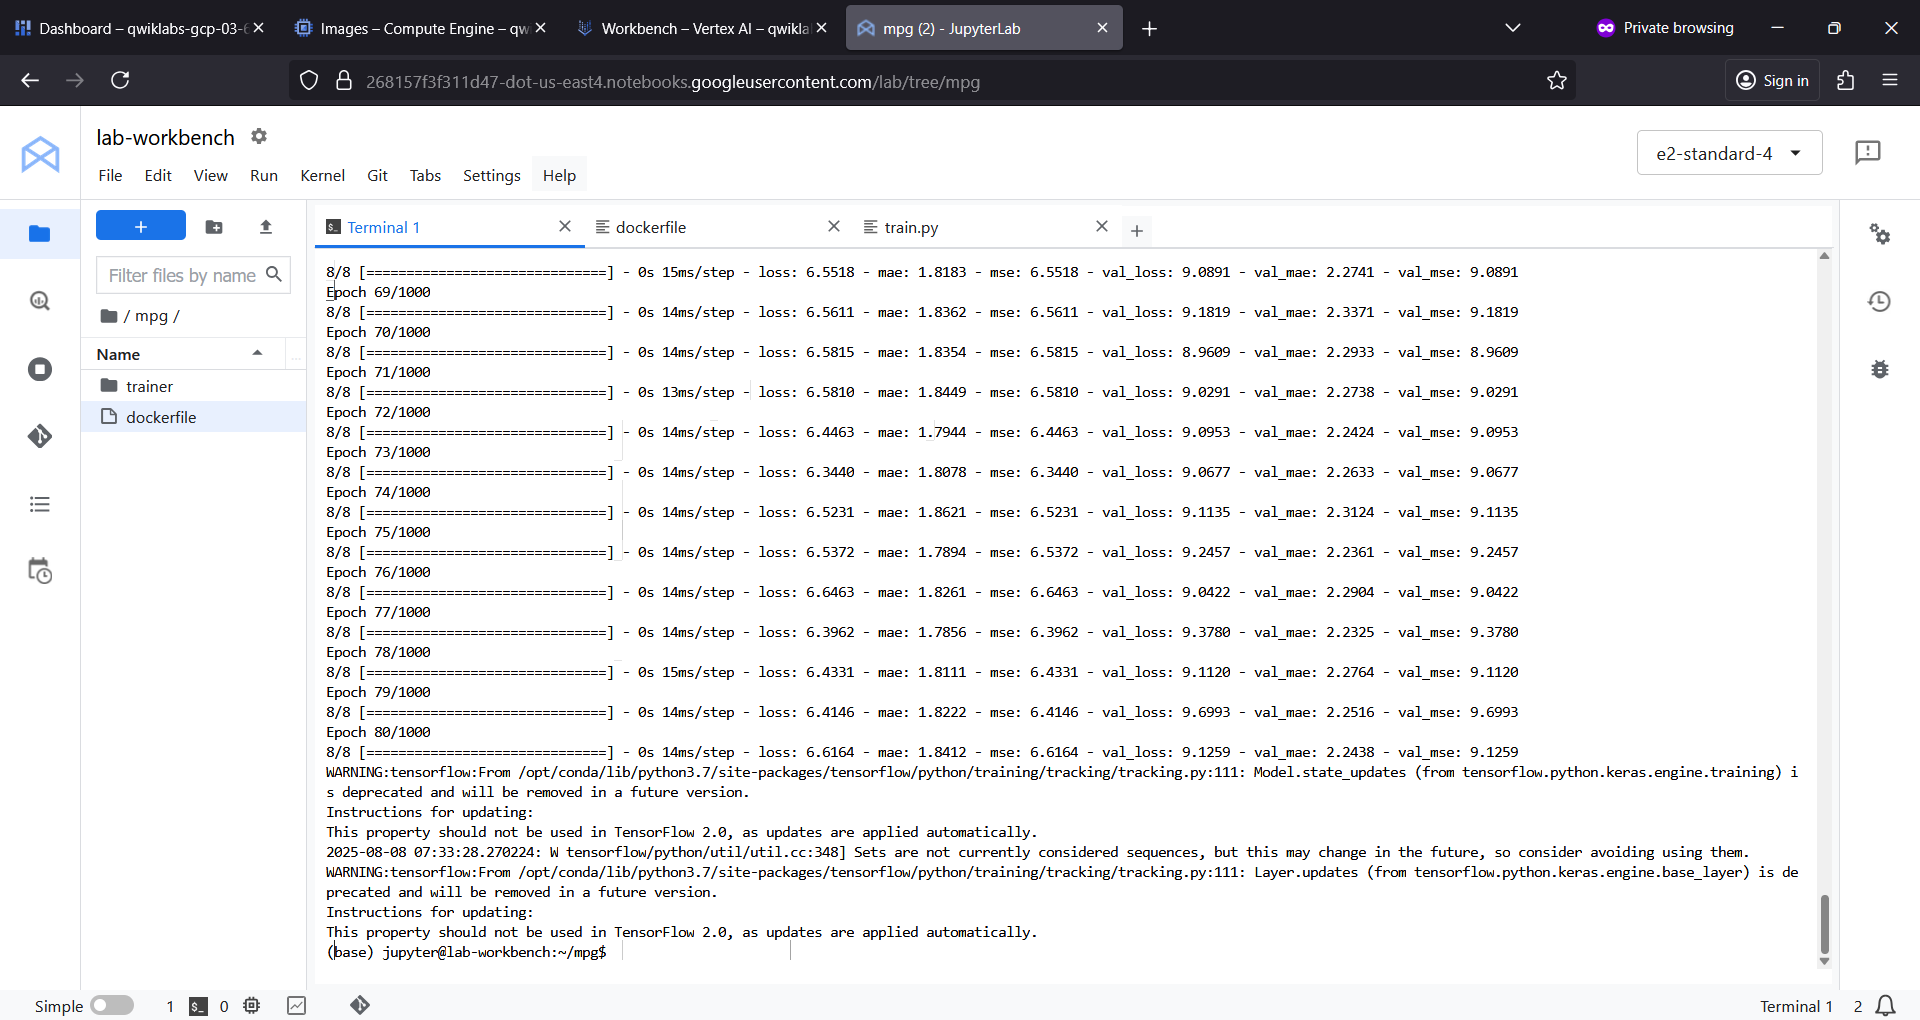 Dashboard – qwiklabs-gcp-03-6
Images – Compute Engine – qw
Workbench – Vertex AI – qwikla
mpg (2) - JupyterLab
Private browsing
268157f3f311d47-dot-us-east4.notebooks.googleusercontent.com/lab/tree/mpg
Sign in
lab-workbench
e2-standard-4
File Edit View Run Kernel Git Tabs Settings Help
Terminal 1
dockerfile
train.py
Filter files by name
/ mpg /
Name
trainer
dockerfile
8/8 [==============================] - 0s 15ms/step - loss: 6.5518 - mae: 1.8183 - mse: 6.5518 - val_loss: 9.0891 - val_mae: 2.2741 - val_mse: 9.0891
Epoch 69/1000
8/8 [==============================] - 0s 14ms/step - loss: 6.5611 - mae: 1.8362 - mse: 6.5611 - val_loss: 9.1819 - val_mae: 2.3371 - val_mse: 9.1819
Epoch 70/1000
8/8 [==============================] - 0s 14ms/step - loss: 6.5815 - mae: 1.8354 - mse: 6.5815 - val_loss: 8.9609 - val_mae: 2.2933 - val_mse: 8.9609
Epoch 71/1000
8/8 [==============================] - 0s 13ms/step - loss: 6.5810 - mae: 1.8449 - mse: 6.5810 - val_loss: 9.0291 - val_mae: 2.2738 - val_mse: 9.0291
Epoch 72/1000
8/8 [==============================] - 0s 14ms/step - loss: 6.4463 - mae: 1.7944 - mse: 6.4463 - val_loss: 9.0953 - val_mae: 2.2424 - val_mse: 9.0953
Epoch 73/1000
8/8 [==============================] - 0s 14ms/step - loss: 6.3440 - mae: 1.8078 - mse: 6.3440 - val_loss: 9.0677 - val_mae: 2.2633 - val_mse: 9.0677
Epoch 74/1000
8/8 [==============================] - 0s 14ms/step - loss: 6.5231 - mae: 1.8621 - mse: 6.5231 - val_loss: 9.1135 - val_mae: 2.3124 - val_mse: 9.1135
Epoch 75/1000
8/8 [==============================] - 0s 14ms/step - loss: 6.5372 - mae: 1.7894 - mse: 6.5372 - val_loss: 9.2457 - val_mae: 2.2361 - val_mse: 9.2457
Epoch 76/1000
8/8 [==============================] - 0s 14ms/step - loss: 6.6463 - mae: 1.8261 - mse: 6.6463 - val_loss: 9.0422 - val_mae: 2.2904 - val_mse: 9.0422
Epoch 77/1000
8/8 [==============================] - 0s 14ms/step - loss: 6.3962 - mae: 1.7856 - mse: 6.3962 - val_loss: 9.3780 - val_mae: 2.2325 - val_mse: 9.3780
Epoch 78/1000
8/8 [==============================] - 0s 15ms/step - loss: 6.4331 - mae: 1.8111 - mse: 6.4331 - val_loss: 9.1120 - val_mae: 2.2764 - val_mse: 9.1120
Epoch 79/1000
8/8 [==============================] - 0s 14ms/step - loss: 6.4146 - mae: 1.8222 - mse: 6.4146 - val_loss: 9.6993 - val_mae: 2.2516 - val_mse: 9.6993
Epoch 80/1000
8/8 [==============================] - 0s 14ms/step - loss: 6.6164 - mae: 1.8412 - mse: 6.6164 - val_loss: 9.1259 - val_mae: 2.2438 - val_mse: 9.1259
WARNING:tensorflow:From /opt/conda/lib/python3.7/site-packages/tensorflow/python/training/tracking/tracking.py:111: Model.state_updates (from tensorflow.python.keras.engine.training) i
s deprecated and will be removed in a future version.
Instructions for updating:
This property should not be used in TensorFlow 2.0, as updates are applied automatically.
2025-08-08 07:33:28.270224: W tensorflow/python/util/util.cc:348] Sets are not currently considered sequences, but this may change in the future, so consider avoiding using them.
WARNING:tensorflow:From /opt/conda/lib/python3.7/site-packages/tensorflow/python/training/tracking/tracking.py:111: Layer.updates (from tensorflow.python.keras.engine.base_layer) is de
precated and will be removed in a future version.
Instructions for updating:
This property should not be used in TensorFlow 2.0, as updates are applied automatically.
(base) jupyter@lab-workbench:~/mpg$
Simple 1 0
Terminal 1 2